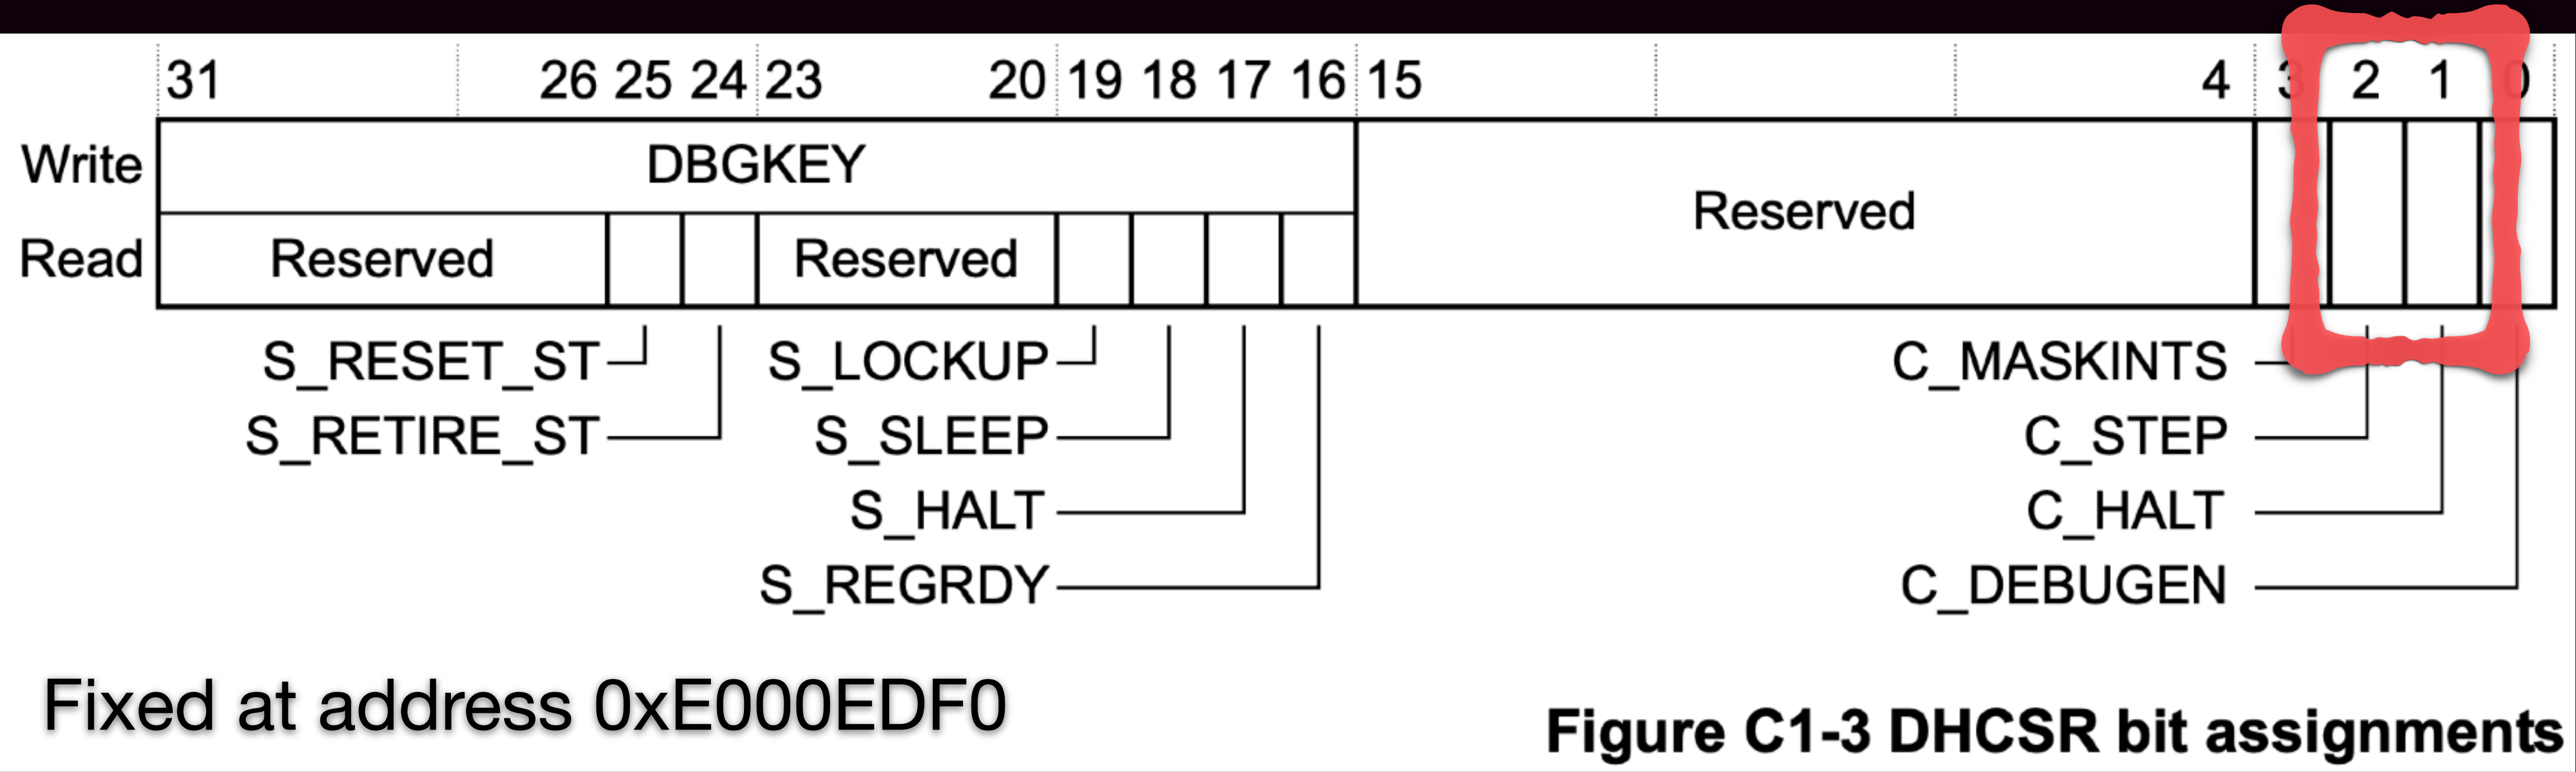 31 26 25 24 23 20 19 18 17 16 15 4 3 2 1 0
Write DBGKEY
Reserved
Read Reserved Reserved
S_RESET_ST S_LOCKUP C_MASKINTS
S_RETIRE_ST S_SLEEP C_STEP
S_HALT C_HALT
S_REGRDY C_DEBUGEN
Fixed at address 0xE000EDF0
Figure C1-3 DHCSR bit assignments